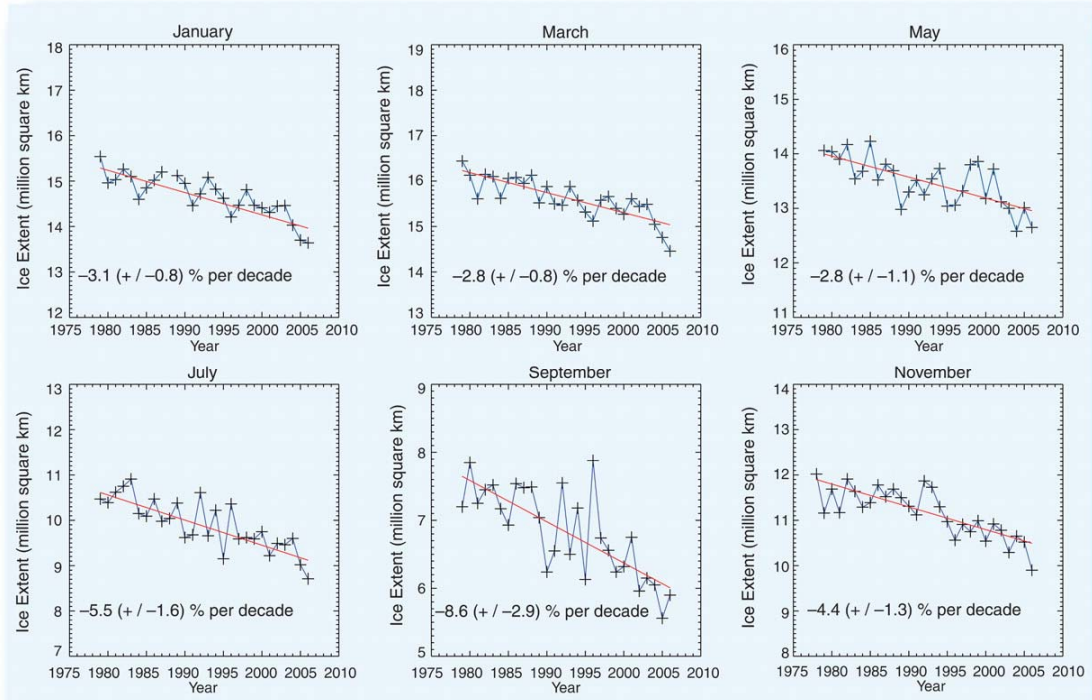 January
Ice Extent (million square km)
18
17
16
15
14
13
12
−3.1 (+ / −0.8) % per decade
1975 1980 1985 1990 1995 2000 2005 2010
Year
March
Ice Extent (million square km)
19
18
17
16
15
14
13
−2.8 (+ / −0.8) % per decade
1975 1980 1985 1990 1995 2000 2005 2010
Year
May
Ice Extent (million square km)
16
15
14
13
12
11
−2.8 (+ / −1.1) % per decade
1975 1980 1985 1990 1995 2000 2005 2010
Year
July
Ice Extent (million square km)
13
12
11
10
9
8
7
−5.5 (+ / −1.6) % per decade
1975 1980 1985 1990 1995 2000 2005 2010
Year
September
Ice Extent (million square km)
9
8
7
6
5
−8.6 (+ / −2.9) % per decade
1975 1980 1985 1990 1995 2000 2005 2010
Year
November
Ice Extent (million square km)
14
13
12
11
10
9
8
−4.4 (+ / −1.3) % per decade
1975 1980 1985 1990 1995 2000 2005 2010
Year